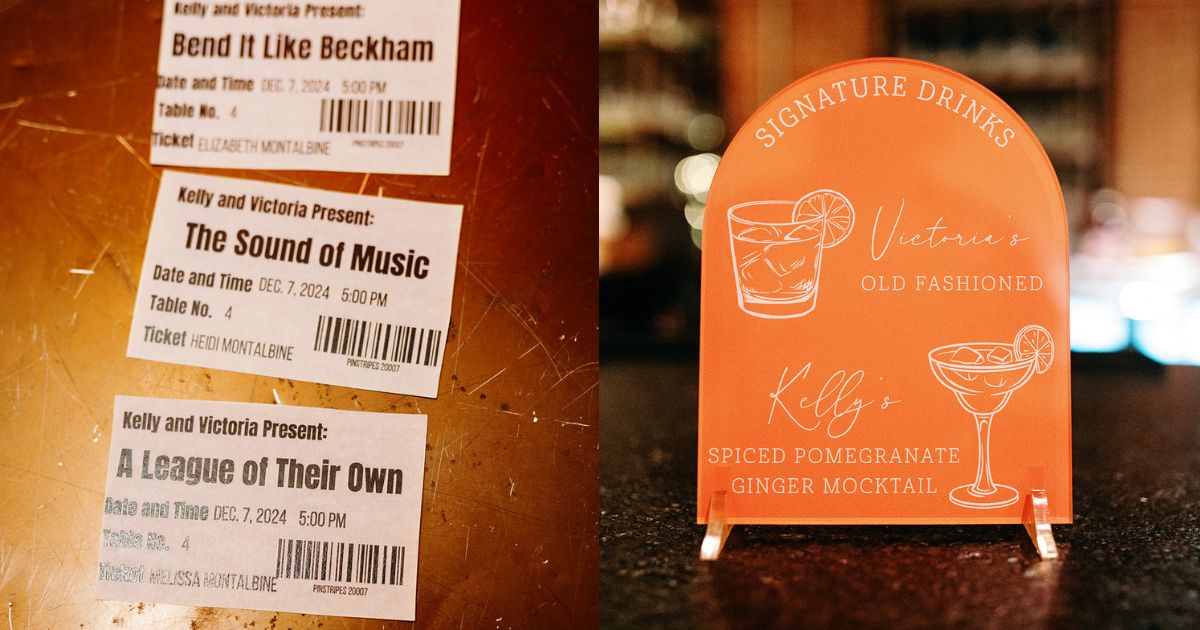 Kelly and Victoria Present:
Bend It Like Beckham
Date and Time DEC. 7, 2024 5:00 PM
Table No. 4
Ticket ELIZABETH MONTALBINE
PINSTRIPES 20007
Kelly and Victoria Present:
The Sound of Music
Date and Time DEC. 7, 2024 5:00 PM
Table No. 4
Ticket HEIDI MONTALBINE
PINSTRIPES 20007
Kelly and Victoria Present:
A League of Their Own
Date and Time DEC. 7, 2024 5:00 PM
Table No. 4
Ticket MELISSA MONTALBINE
PINSTRIPES 20007
SIGNATURE DRINKS
Victoria's
OLD FASHIONED
Kelly's
SPICED POMEGRANATE
GINGER MOCKTAIL